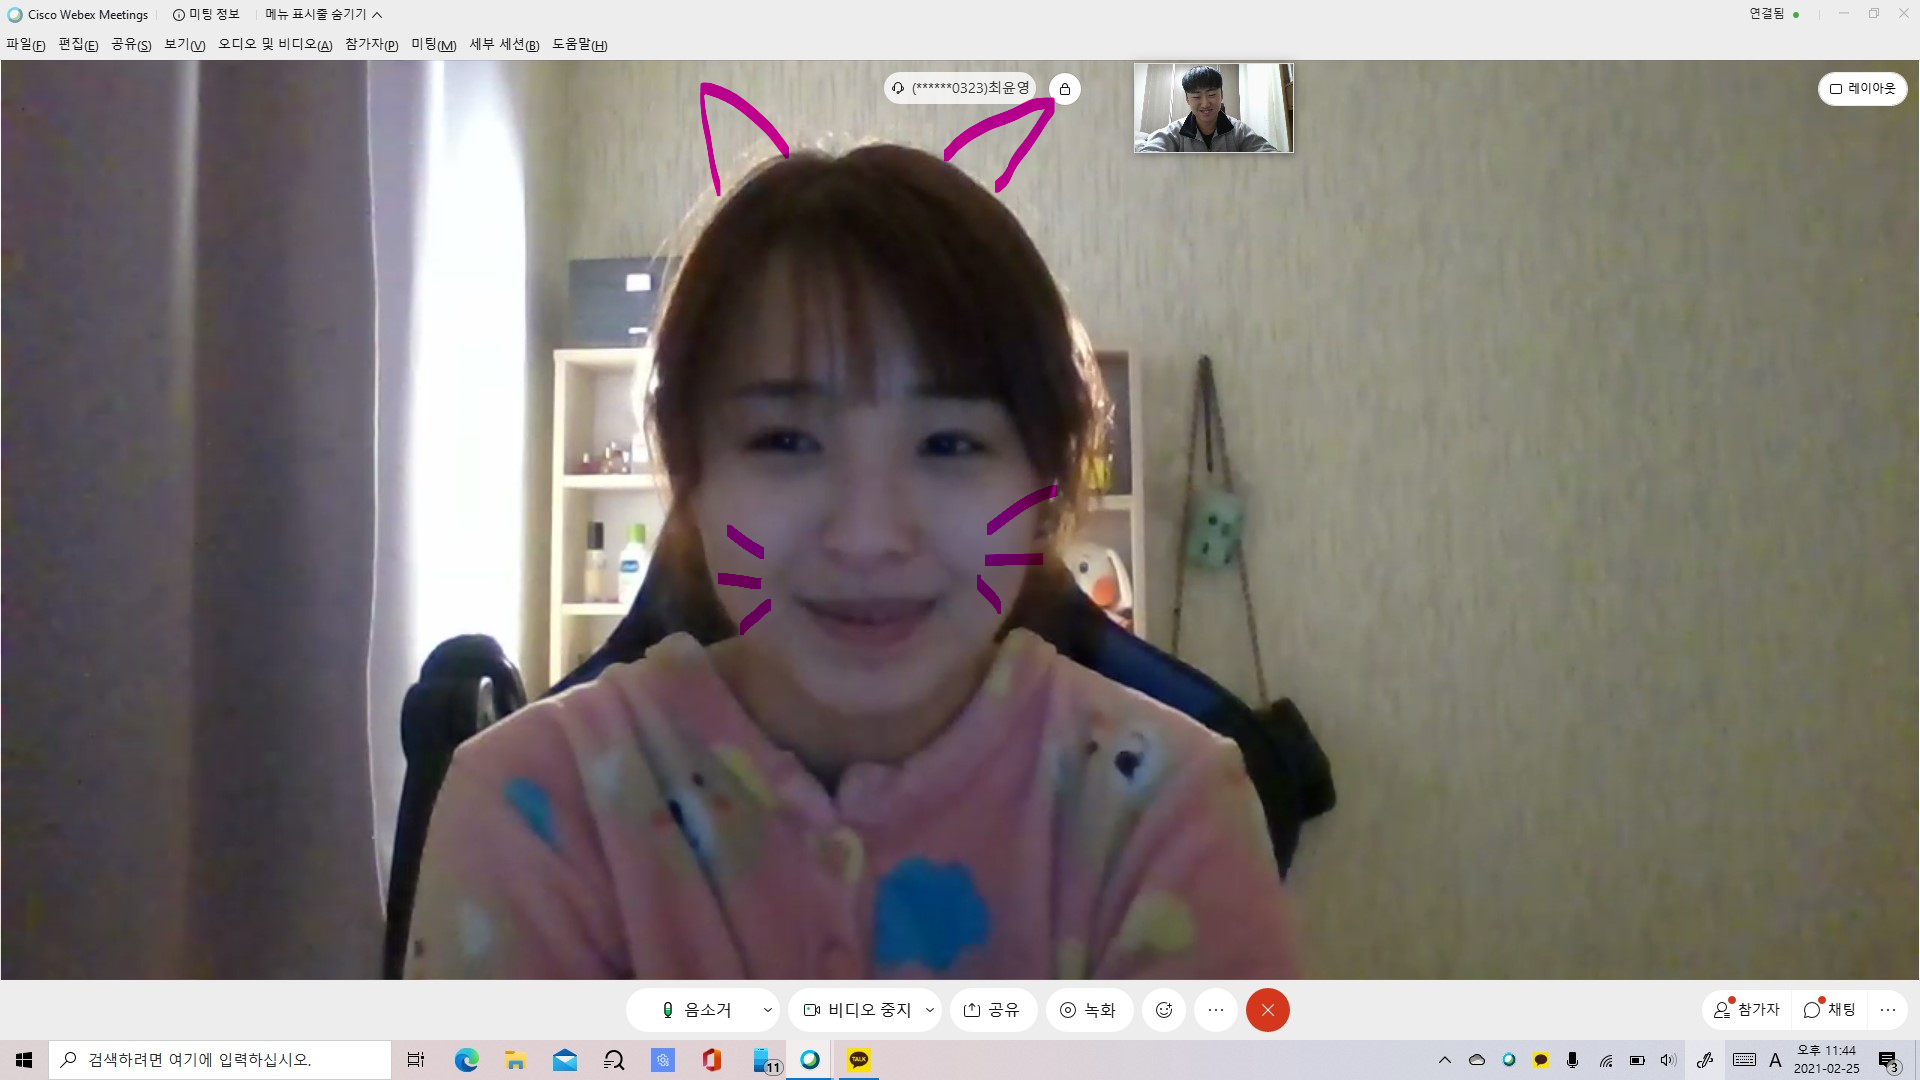 Cisco Webex Meetings
미팅 정보
메뉴 표시줄 숨기기
연결됨
파일(F) 편집(E) 공유(S) 보기(V) 오디오 및 비디오(A) 참가자(P) 미팅(M) 세부 세션(B) 도움말(H)
(******0323)최윤영
레이아웃
음소거
비디오 중지
공유
녹화
참가자
채팅
검색하려면 여기에 입력하십시오.
11
TALK
A
오후 11:44
2021-02-25
3